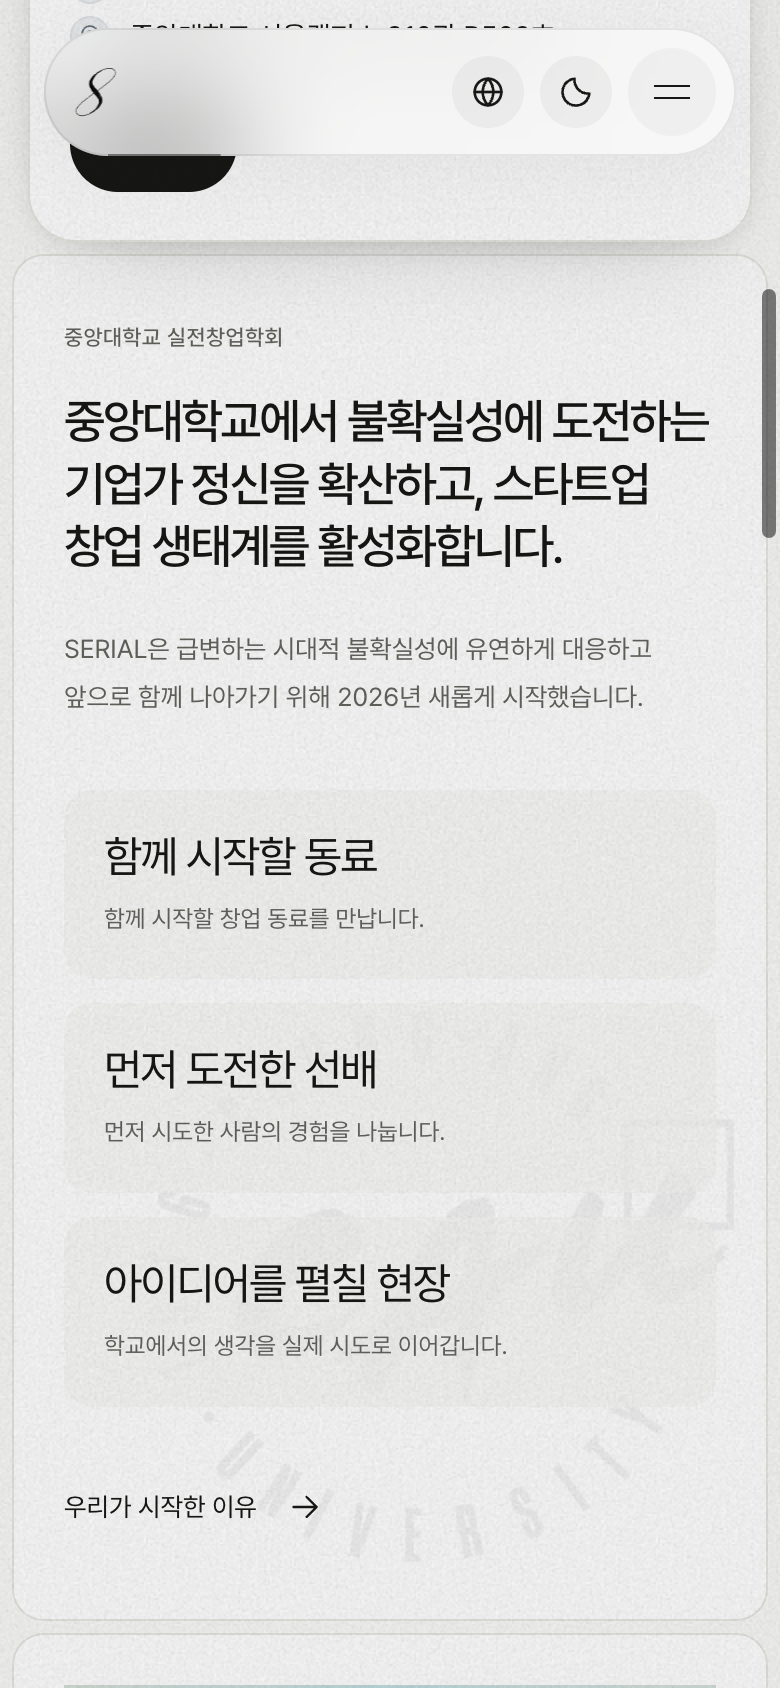 중앙대학교 실전창업학회
중앙대학교에서 불확실성에 도전하는
기업가 정신을 확산하고, 스타트업
창업 생태계를 활성화합니다.
SERIAL은 급변하는 시대적 불확실성에 유연하게 대응하고
앞으로 함께 나아가기 위해 2026년 새롭게 시작했습니다.
함께 시작할 동료
함께 시작할 창업 동료를 만납니다.
먼저 도전한 선배
먼저 시도한 사람의 경험을 나눕니다.
아이디어를 펼칠 현장
학교에서의 생각을 실제 시도로 이어갑니다.
UNIVERSITY
우리가 시작한 이유